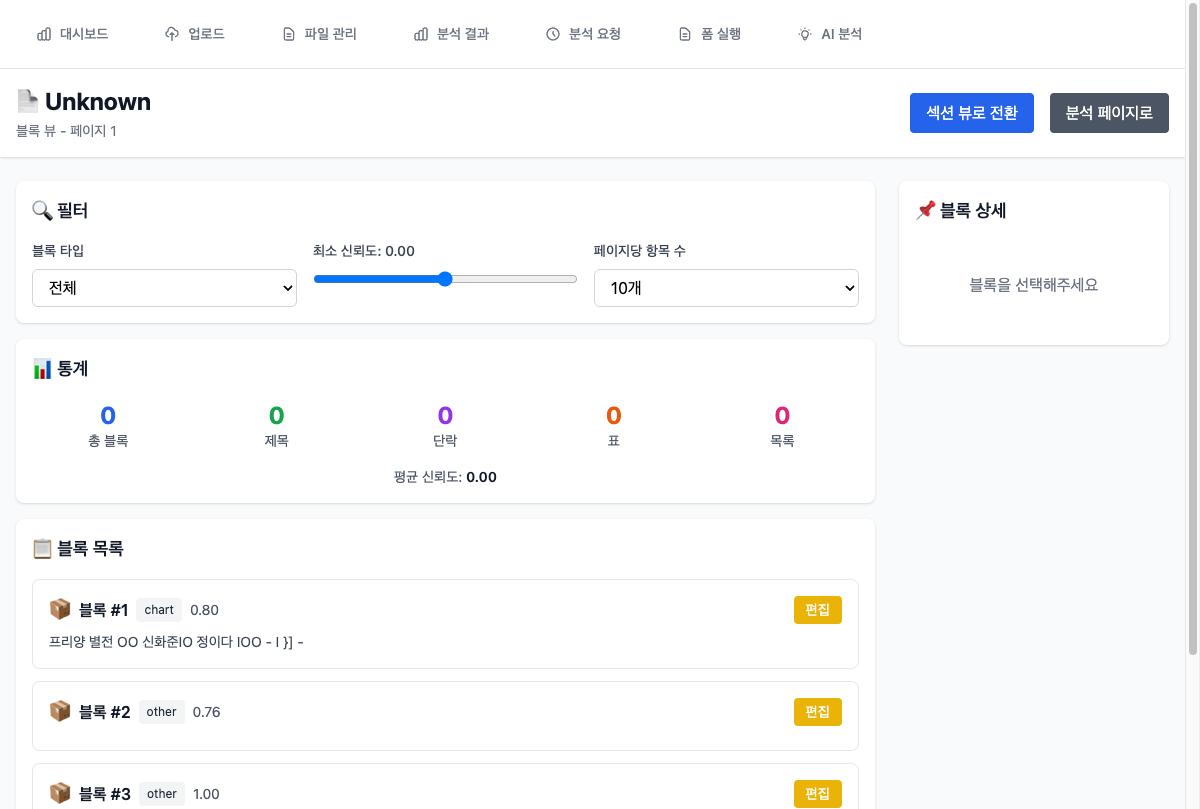 대시보드
업로드
파일 관리
분석 결과
분석 요청
폼 실행
AI 분석
Unknown
블록 뷰 - 페이지 1
섹션 뷰로 전환
분석 페이지로
필터
블록 타입
전체
최소 신뢰도: 0.00
페이지당 항목 수
10개
통계
0
총 블록
0
제목
0
단락
0
표
0
목록
평균 신뢰도: 0.00
블록 목록
블록 #1 chart 0.80
편집
프리양 별전 OO 신화준IO 정이다 IOO - I }] -
블록 #2 other 0.76
편집
블록 #3 other 1.00
편집
블록 상세
블록을 선택해주세요